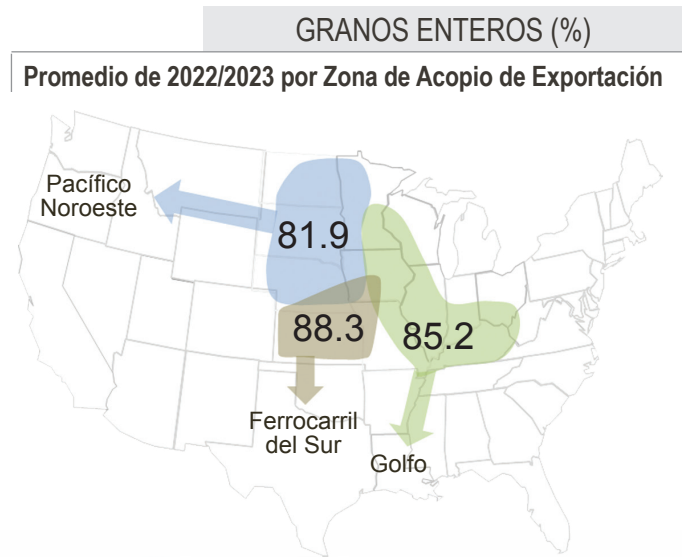 GRANOS ENTEROS (%)
Promedio de 2022/2023 por Zona de Acopio de Exportación
Pacífico
Noroeste
81.9
88.3
85.2
Ferrocarril
del Sur
Golfo